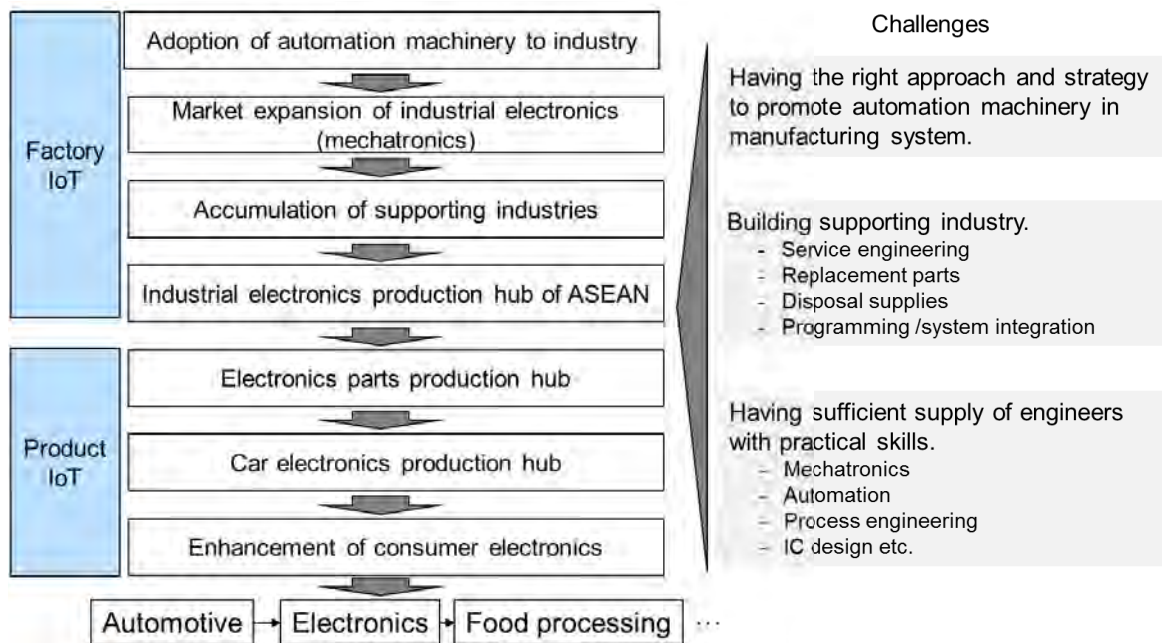 Factory
IoT
Adoption of automation machinery to industry
Market expansion of industrial electronics
(mechatronics)
Accumulation of supporting industries
Industrial electronics production hub of ASEAN
Product
IoT
Electronics parts production hub
Car electronics production hub
Enhancement of consumer electronics
Automotive
Electronics
Food processing
...
Challenges
Having the right approach and strategy
to promote automation machinery in
manufacturing system.
Building supporting industry.
- Service engineering
- Replacement parts
- Disposal supplies
- Programming /system integration
Having sufficient supply of engineers
with practical skills.
- Mechatronics
- Automation
- Process engineering
- IC design etc.